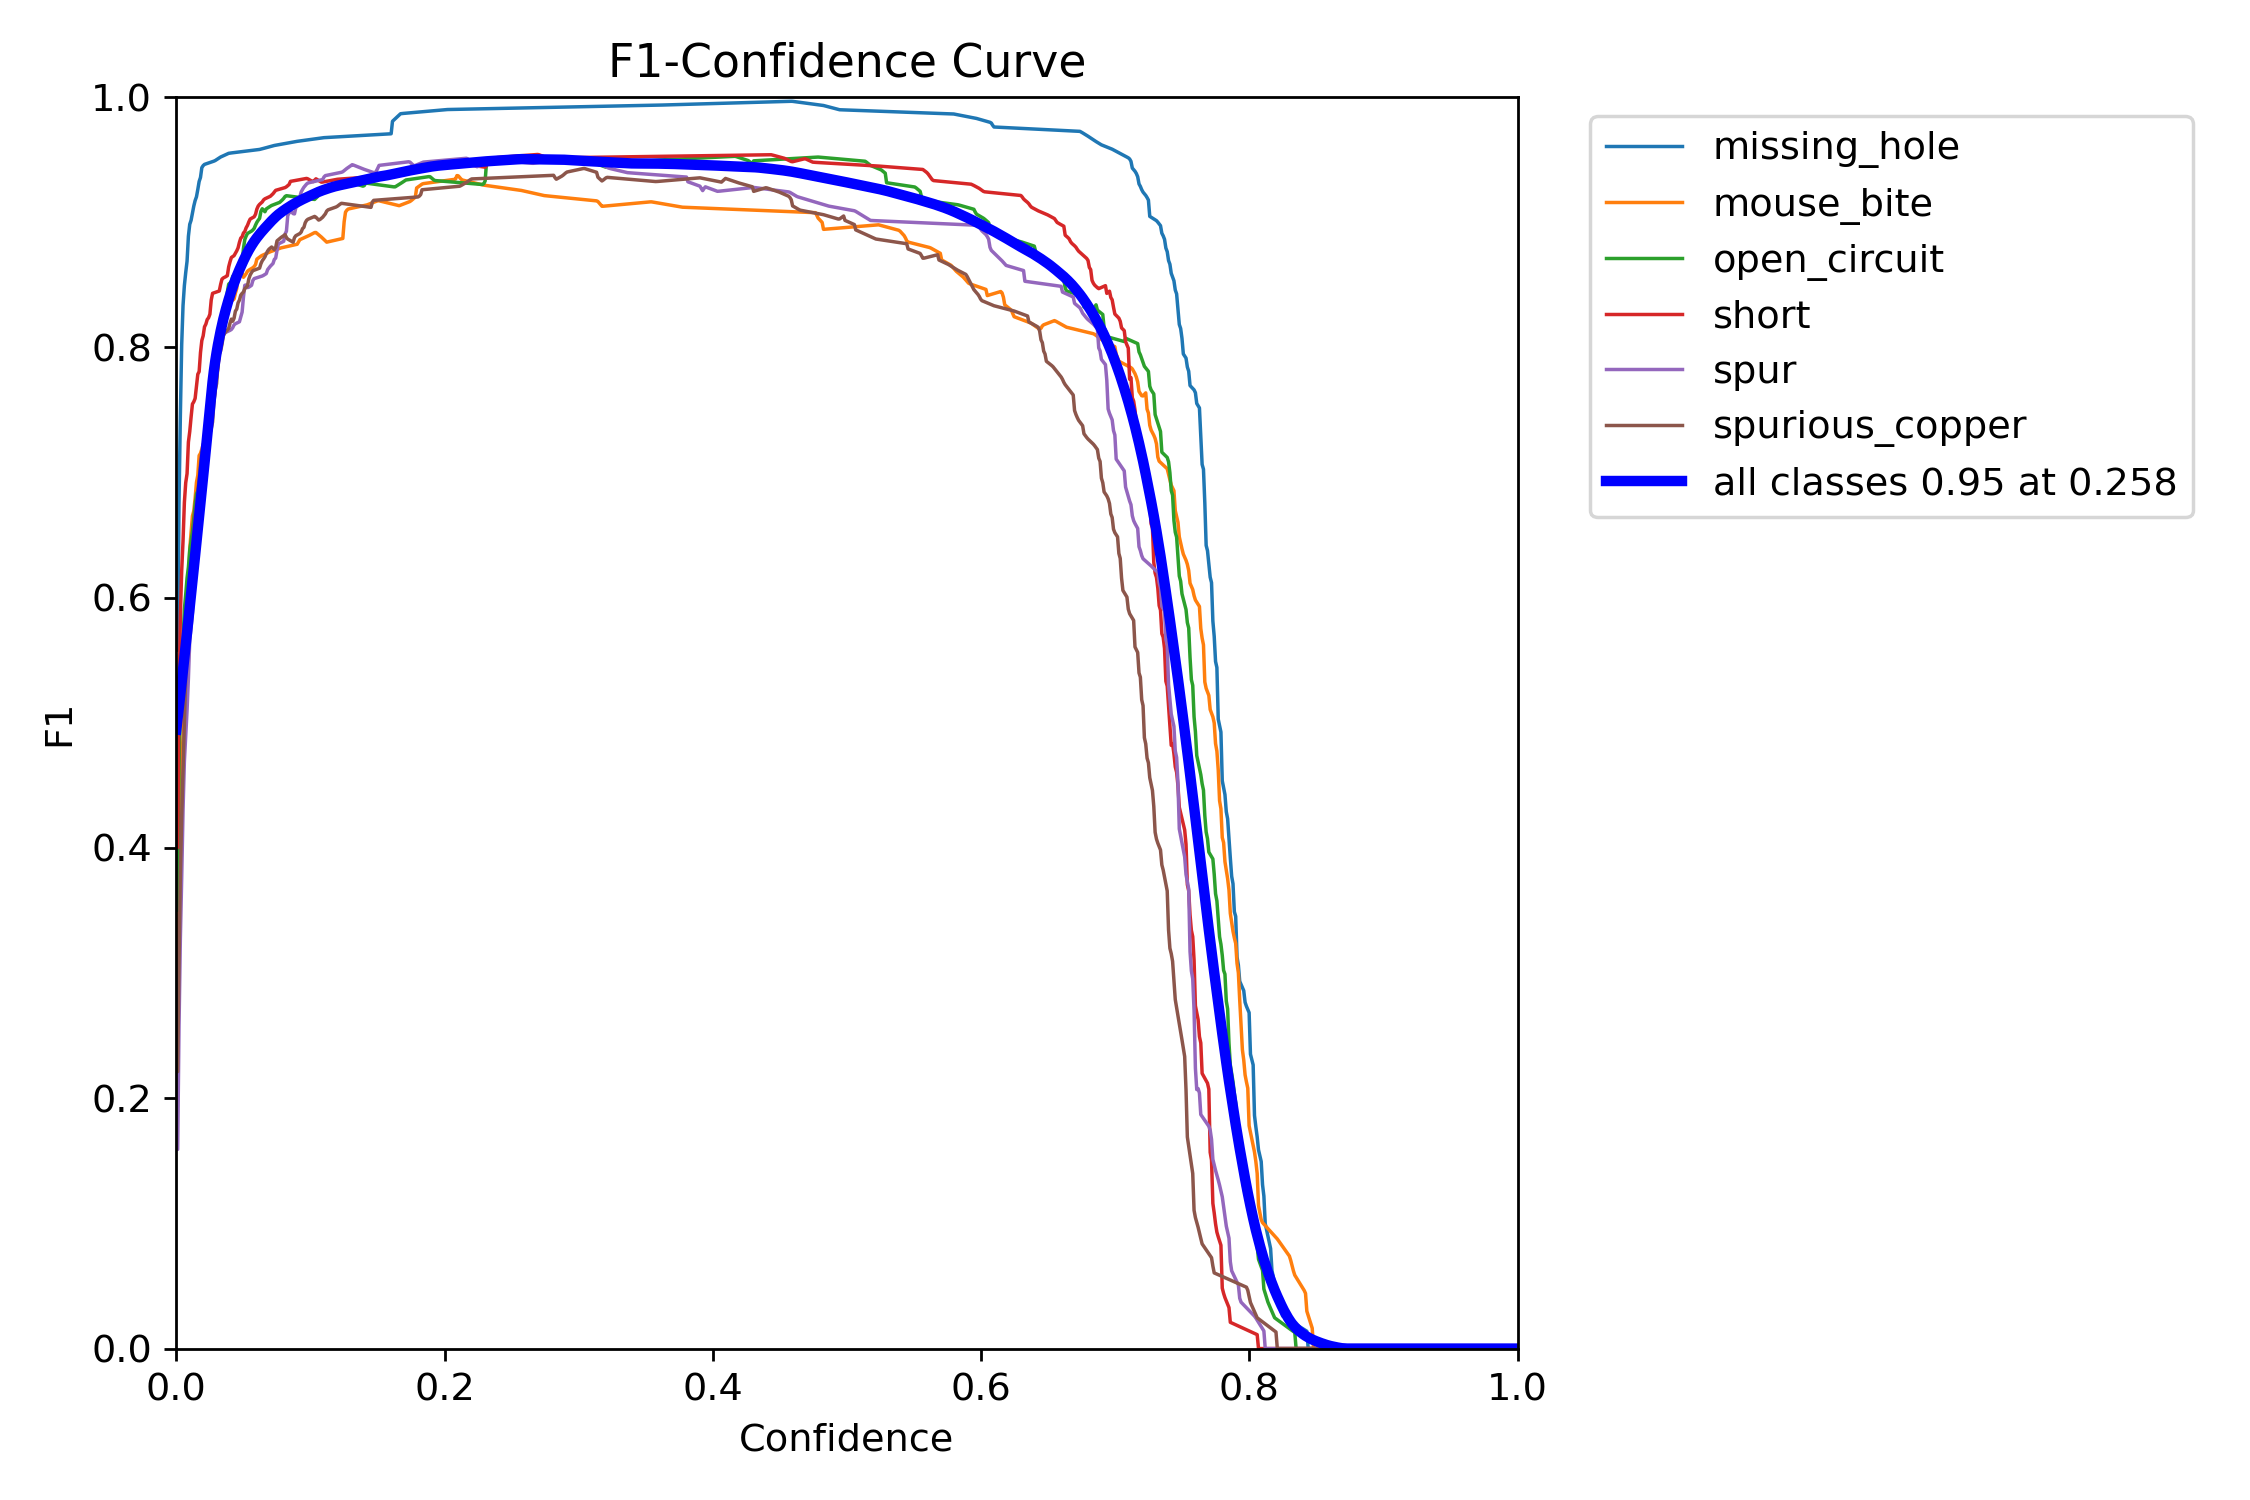 F1-Confidence Curve
1.0
0.8
0.6
0.4
0.2
0.0
F1
0.0 0.2 0.4 0.6 0.8 1.0
Confidence
missing_hole
mouse_bite
open_circuit
short
spur
spurious_copper
all classes 0.95 at 0.258